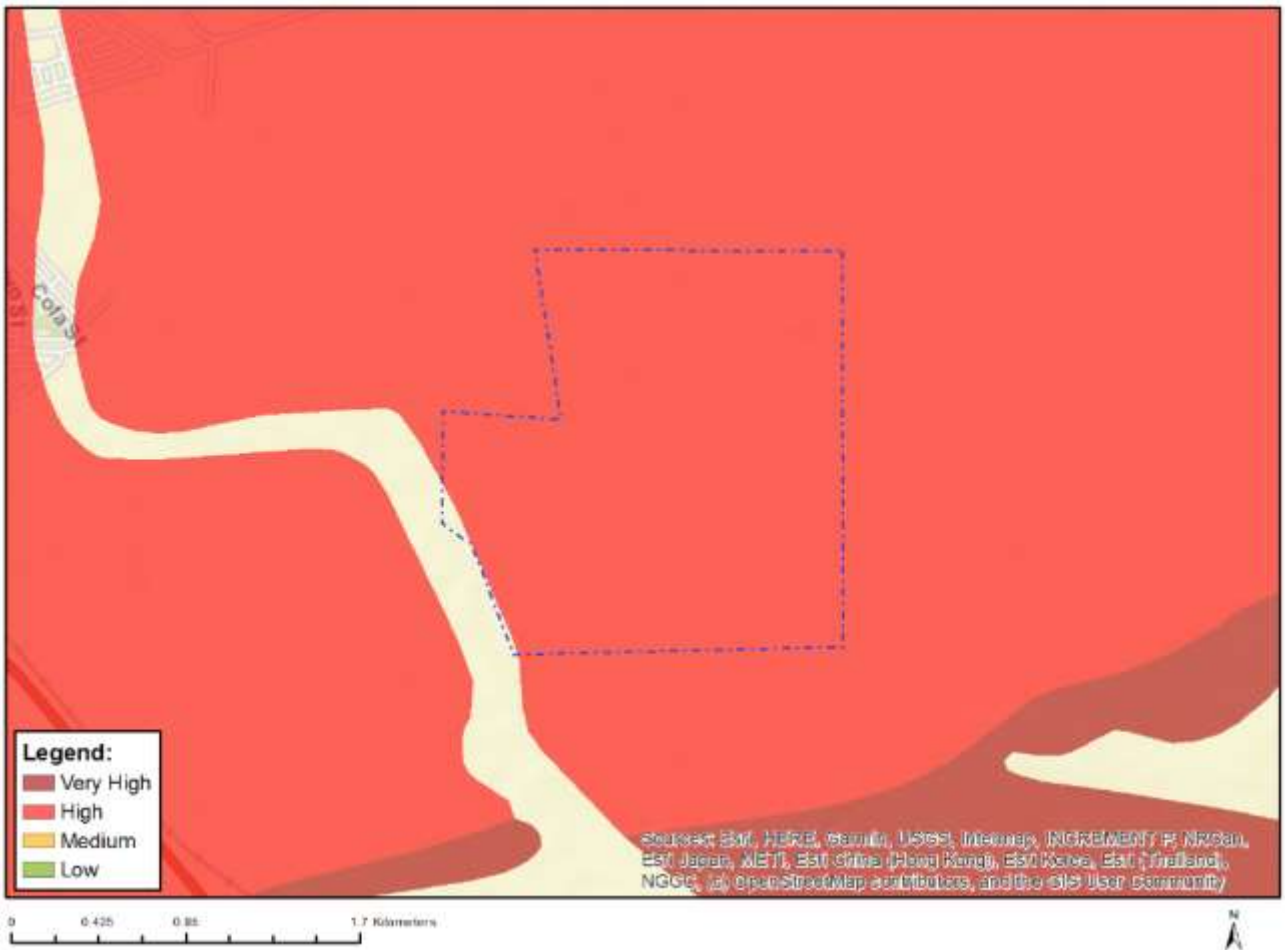 Cofa St
Legend:
Very High
High
Medium
Low
Sources: Esri, HERE, Garmin, USGS, Intermap, INCREMENT P, NRCan,
Esri Japan, METI, Esri China (Hong Kong), Esri Korea, Esri (Thailand),
NGCC, (c) OpenStreetMap contributors, and the GIS User Community
0 0.425 0.85 1.7 Kilometers
N